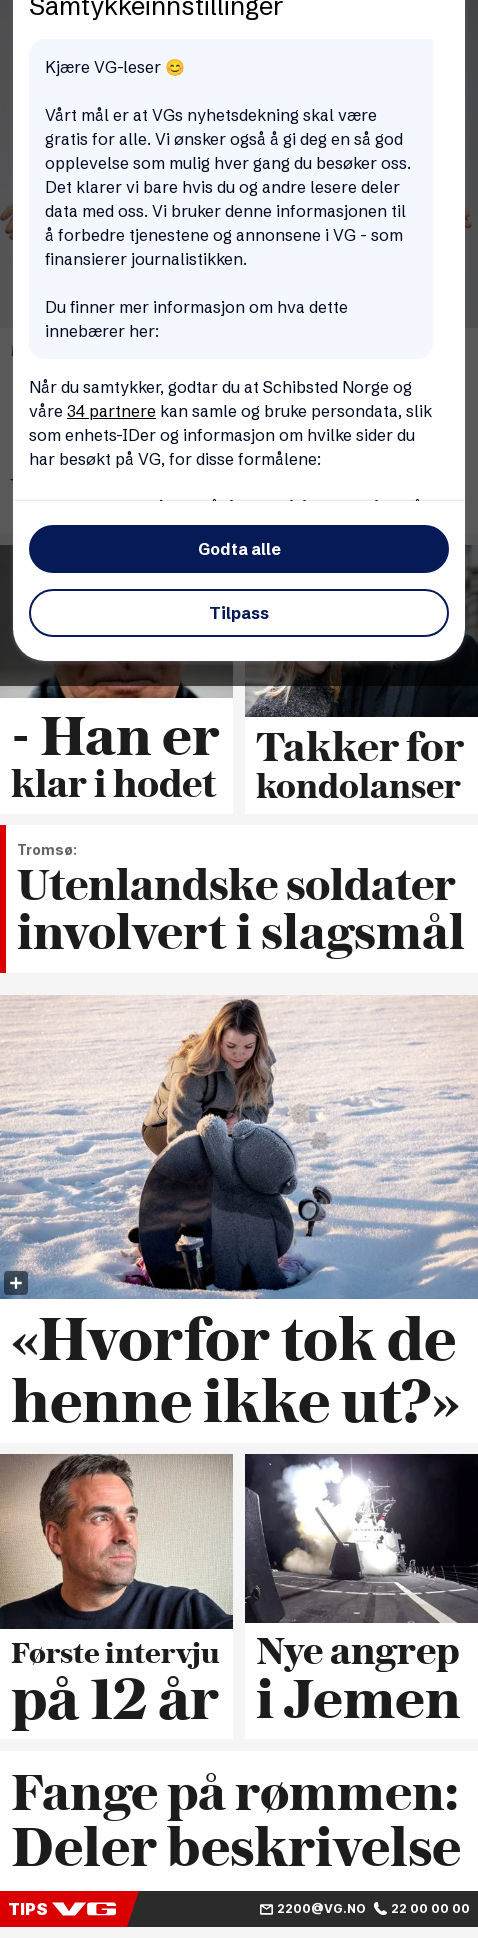 Samtykkeinnstillinger
Kjære VG-leser 😊
Vårt mål er at VGs nyhetsdekning skal være
gratis for alle. Vi ønsker også å gi deg en så god
opplevelse som mulig hver gang du besøker oss.
Det klarer vi bare hvis du og andre lesere deler
data med oss. Vi bruker denne informasjonen til
å forbedre tjenestene og annonsene i VG - som
finansierer journalistikken.
Du finner mer informasjon om hva dette
innebærer her:
Når du samtykker, godtar du at Schibsted Norge og
våre 34 partnere kan samle og bruke persondata, slik
som enhets-IDer og informasjon om hvilke sider du
har besøkt på VG, for disse formålene:
Godta alle
Tilpass
- Han er
klar i hodet
Takker for
kondolanser
Tromsø:
Utenlandske soldater
involvert i slagsmål
«Hvorfor tok de
henne ikke ut?»
Første intervju
på 12 år
Nye angrep
i Jemen
Fange på rømmen:
Deler beskrivelse
TIPS VG
2200@VG.NO
22 00 00 00